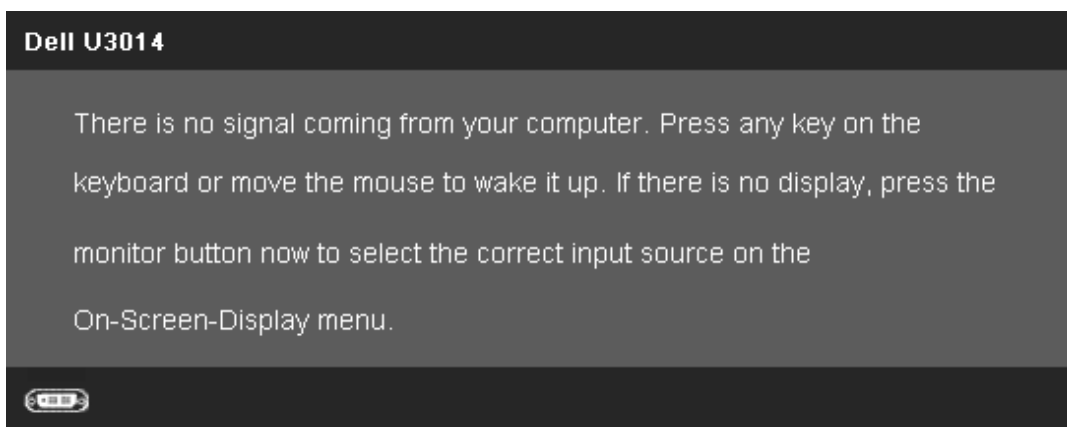 Dell U3014
There is no signal coming from your computer. Press any key on the
keyboard or move the mouse to wake it up. If there is no display, press the
monitor button now to select the correct input source on the
On-Screen-Display menu.